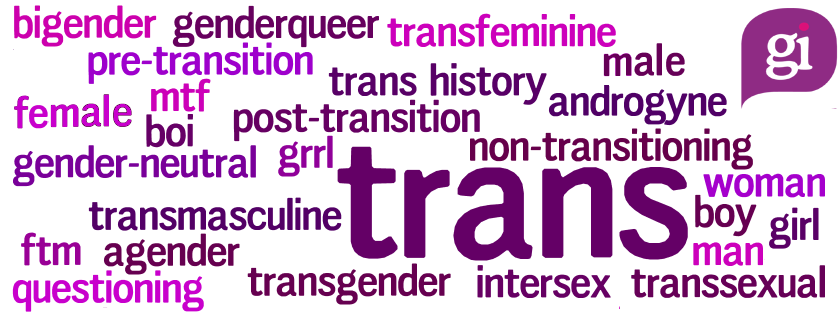 bigender genderqueer transfeminine
gi
pre-transition trans history male
female mtf androgyne
boi post-transition
gender-neutral grrl non-transitioning
trans
woman
transmasculine boy girl
ftm agender man
questioning transgender intersex transsexual